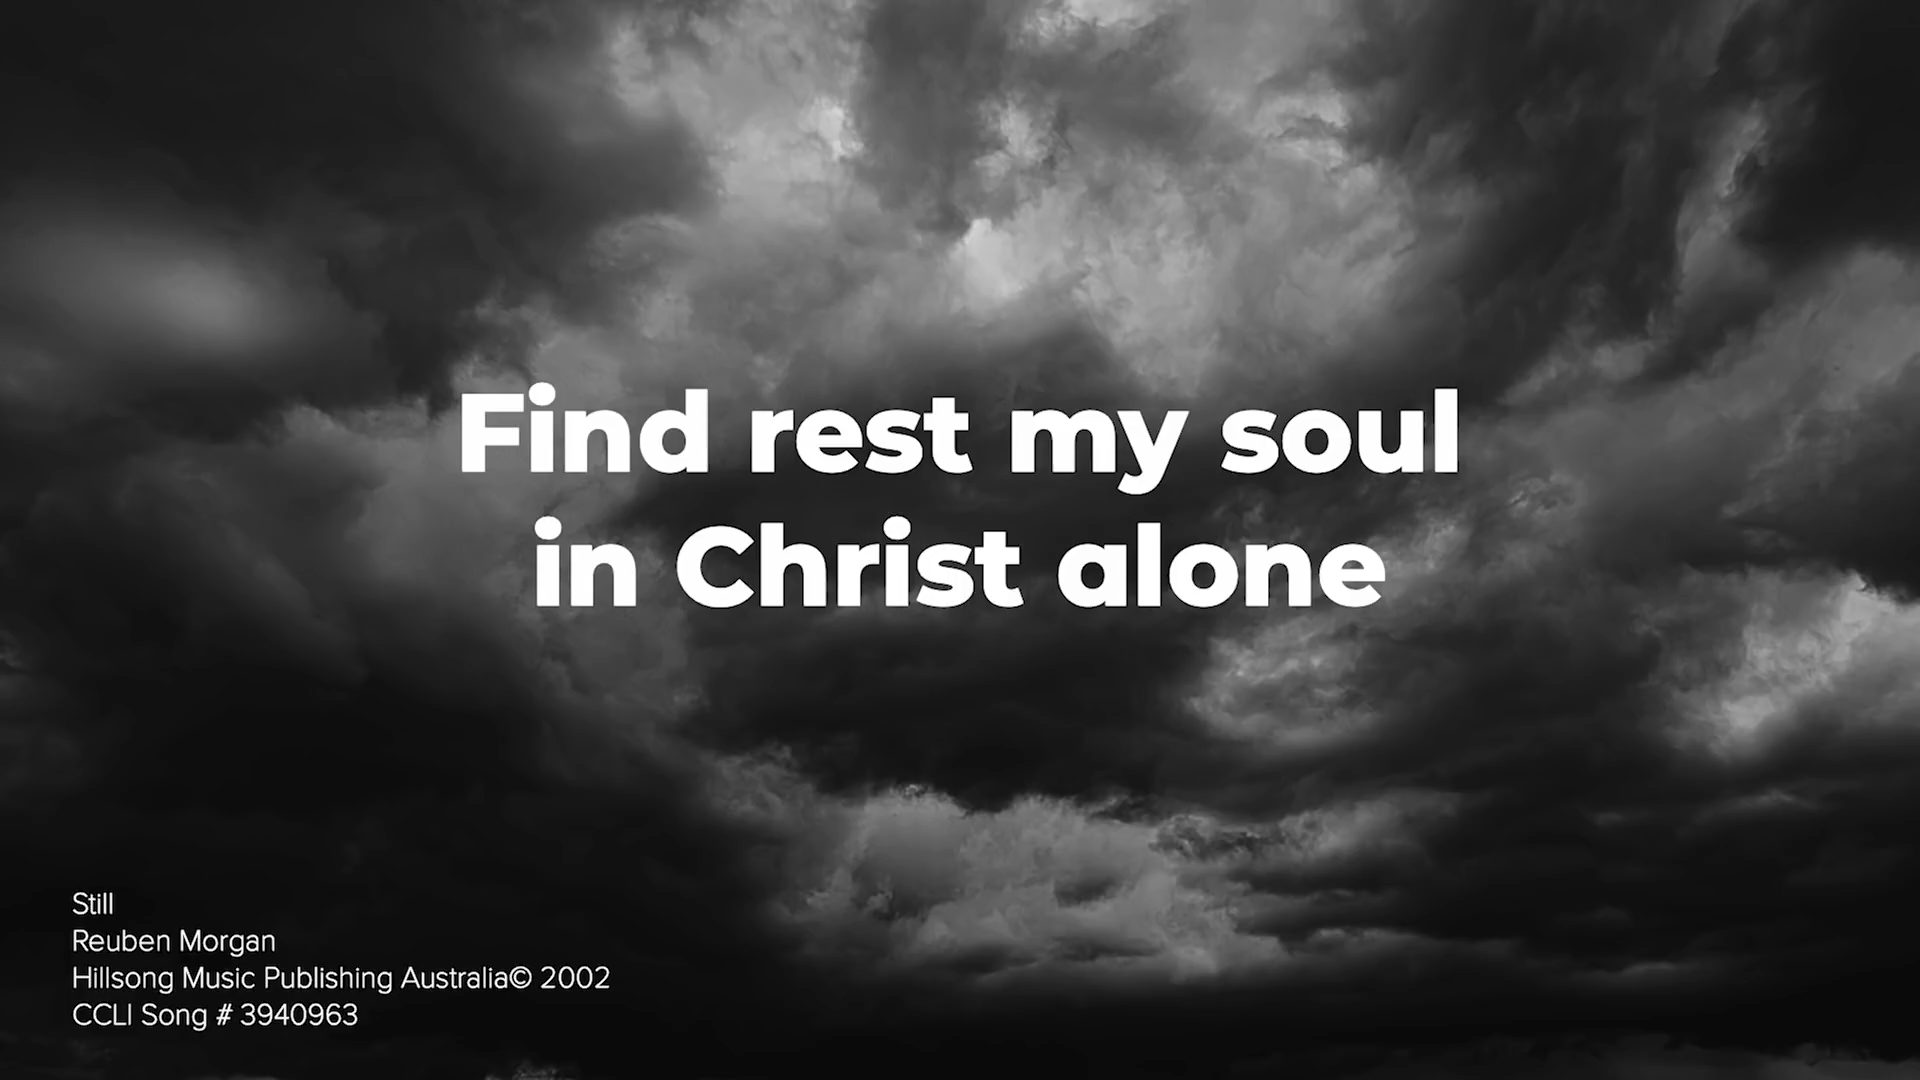 Find rest my soul
in Christ alone
Still
Reuben Morgan
Hillsong Music Publishing Australia© 2002
CCLI Song # 3940963